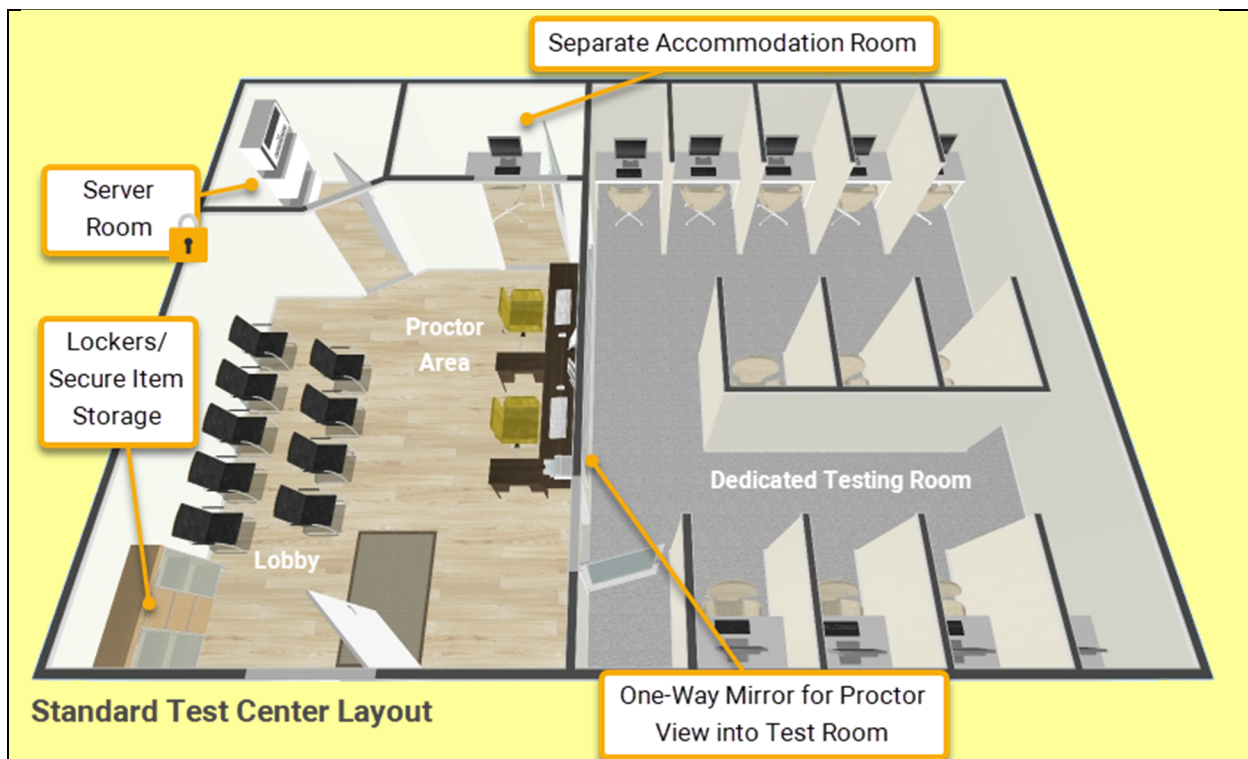 Separate Accommodation Room
Server
Room
Lockers/
Secure Item
Storage
Proctor
Area
Dedicated Testing Room
Lobby
One-Way Mirror for Proctor
View into Test Room
Standard Test Center Layout